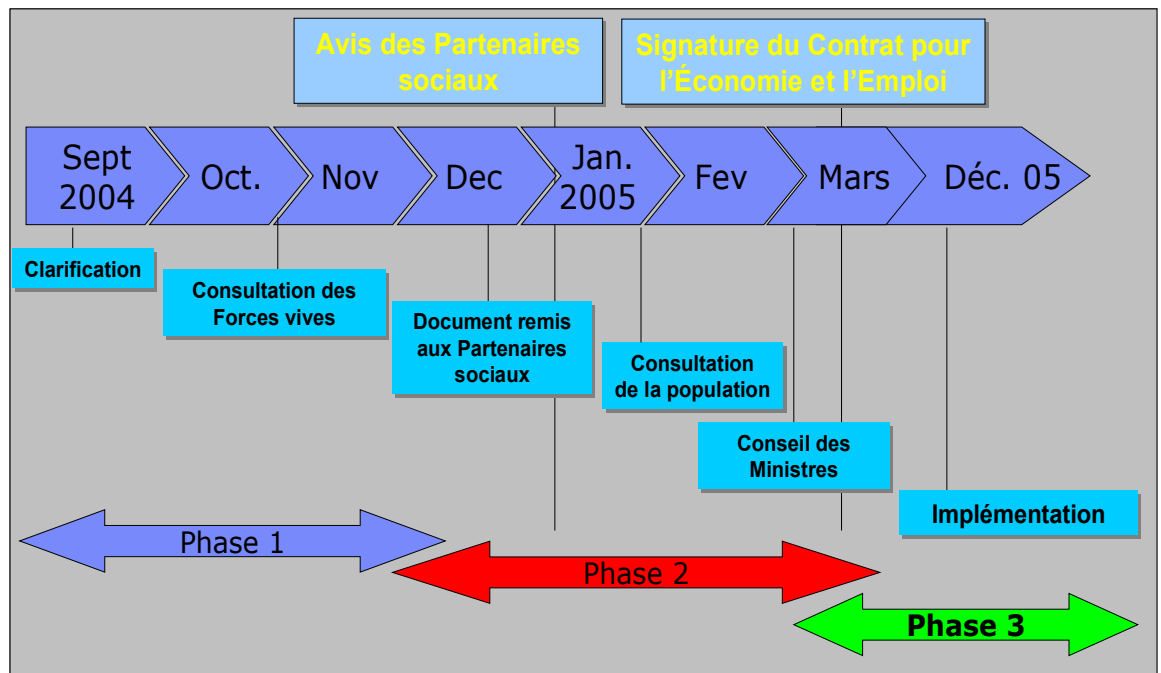 Avis des Partenaires
sociaux
Signature du Contrat pour
l'Économie et l'Emploi
Sept
2004
Oct.
Nov
Dec
Jan.
2005
Fev
Mars
Déc. 05
Clarification
Consultation des
Forces vives
Document remis
aux Partenaires
sociaux
Consultation
de la population
Conseil des
Ministres
Implémentation
Phase 1
Phase 2
Phase 3